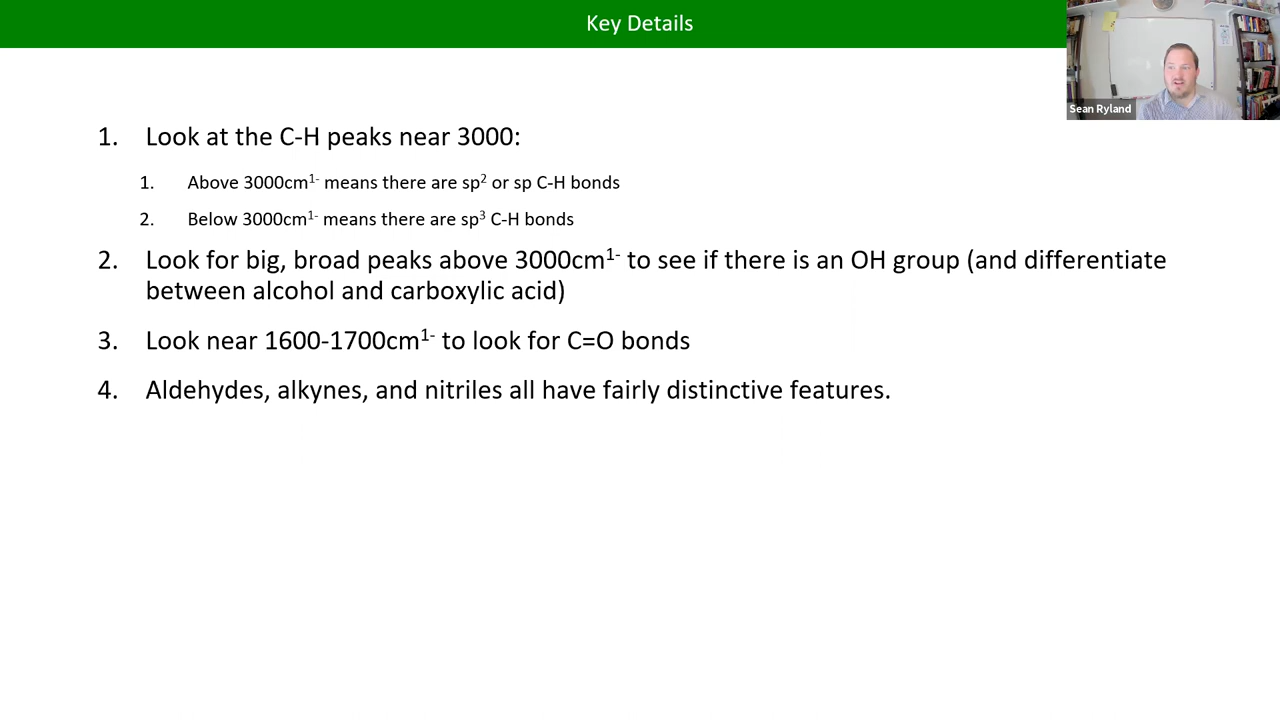 Key Details
Sean Ryland
1. Look at the C-H peaks near 3000:
1. Above 3000cm¹⁻ means there are sp² or sp C-H bonds
2. Below 3000cm¹⁻ means there are sp³ C-H bonds
2. Look for big, broad peaks above 3000cm¹⁻ to see if there is an OH group (and differentiate
between alcohol and carboxylic acid)
3. Look near 1600-1700cm¹⁻ to look for C=O bonds
4. Aldehydes, alkynes, and nitriles all have fairly distinctive features.